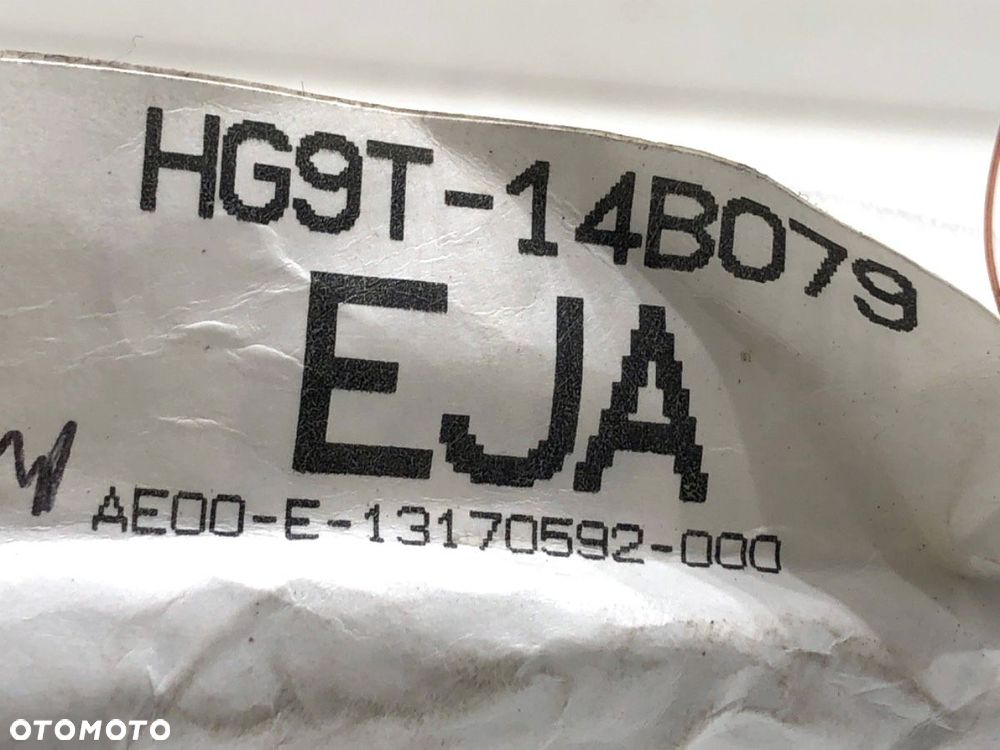 HG9T-14B079
EJA
AE00-E-13170592-000
OTOMOTO